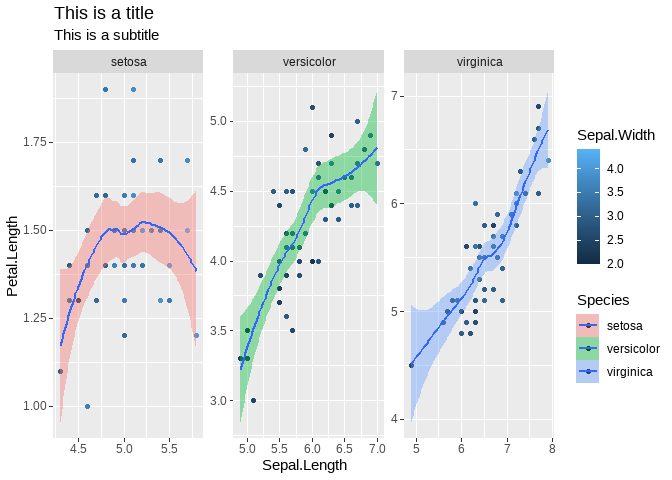 This is a title
This is a subtitle
setosa
versicolor
virginica
Petal.Length
1.75
1.50
1.25
1.00
5.0
4.5
4.0
3.5
3.0
7
6
5
4
4.5 5.0 5.5
5.0 5.5 6.0 6.5 7.0
5 6 7 8
Sepal.Length
Sepal.Width
4.0
3.5
3.0
2.5
2.0
Species
setosa
versicolor
virginica